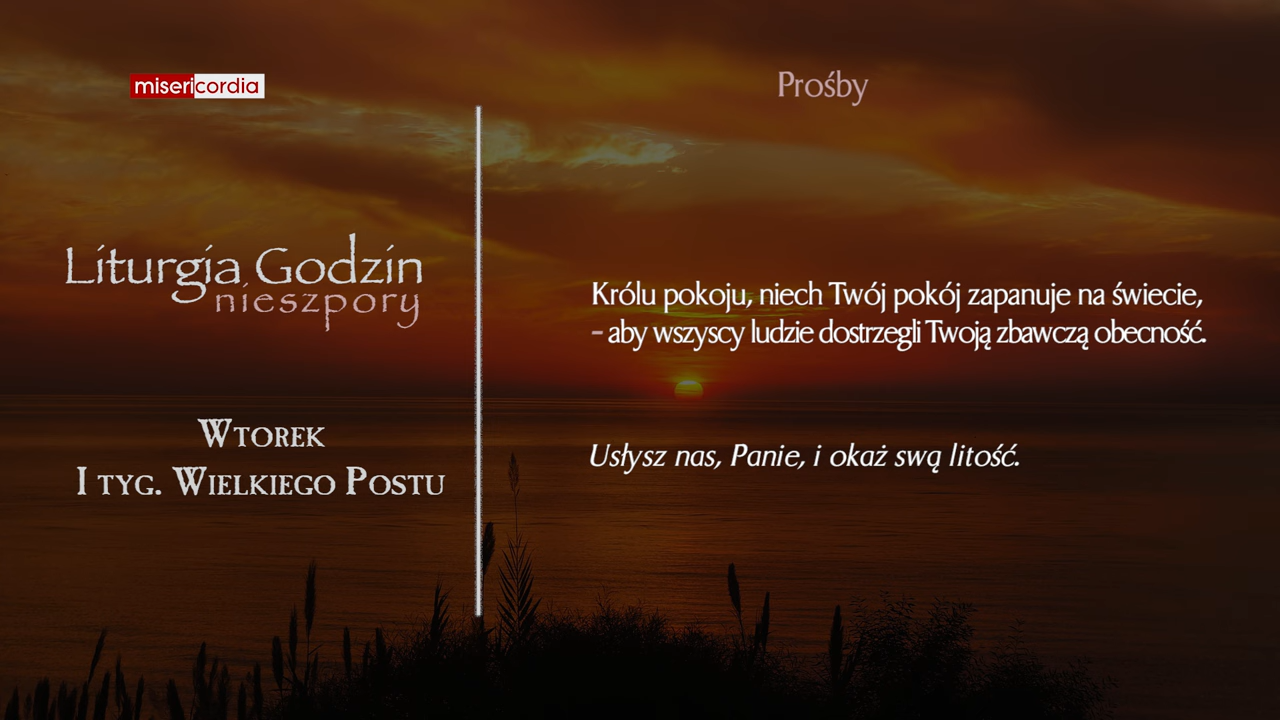 misericordia
Prośby
Liturgia Godzin
nieszpory
Wtorek
I tyg. Wielkiego Postu
Królu pokoju, niech Twój pokój zapanuje na świecie,
– aby wszyscy ludzie dostrzegli Twoją zbawczą obecność.
Usłysz nas, Panie, i okaż swą litość.